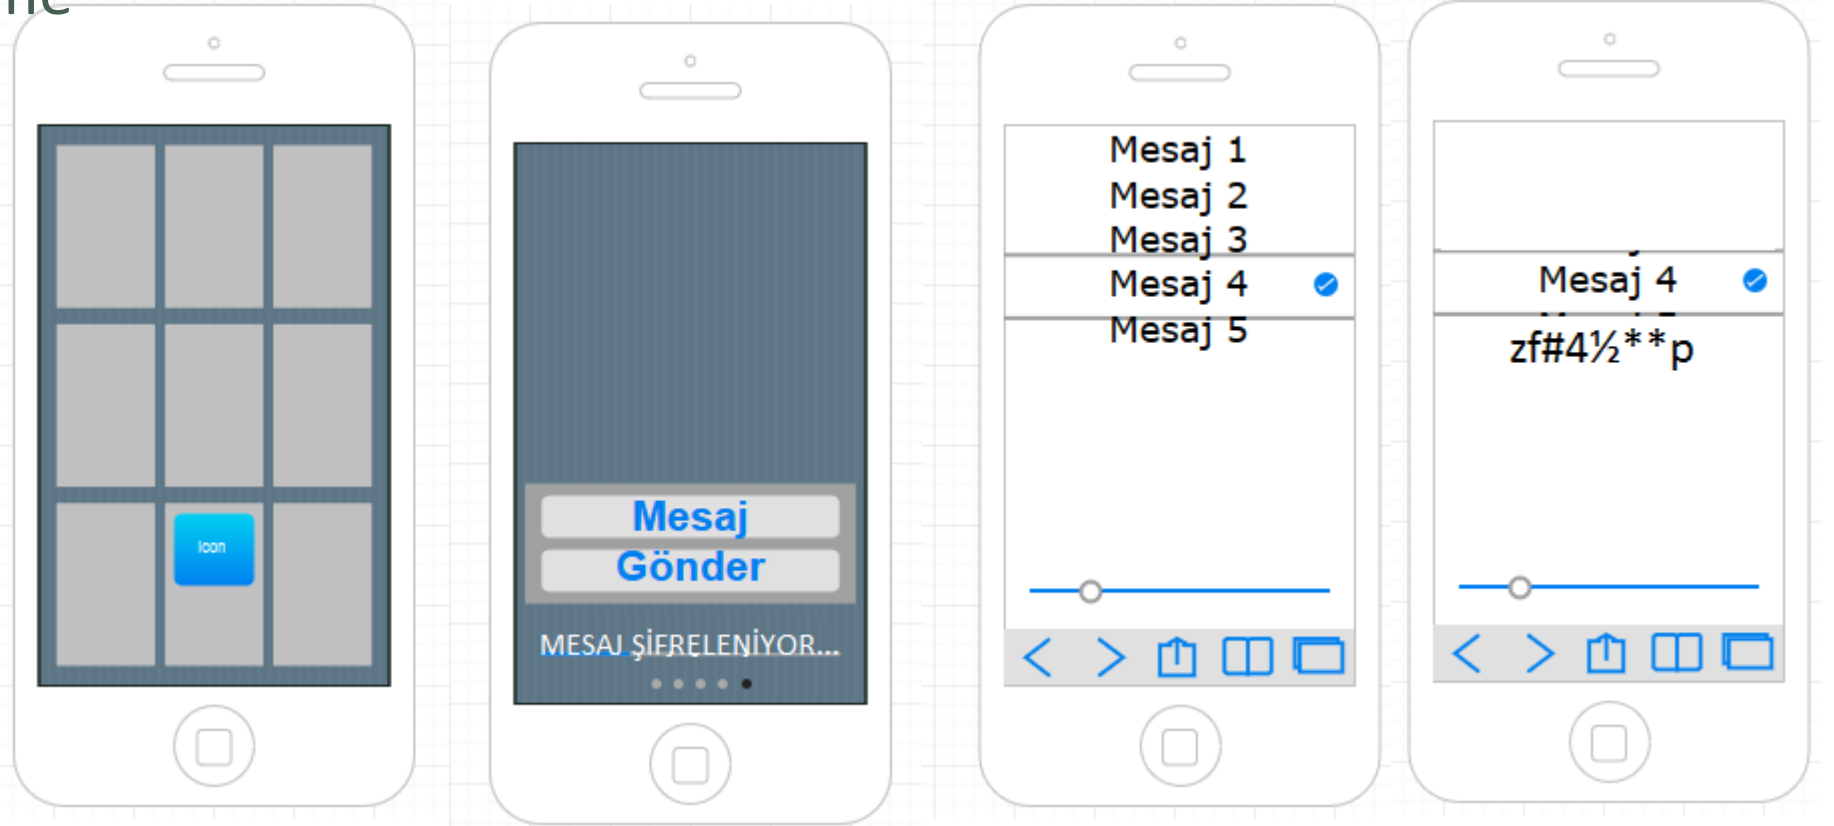 Icon
Mesaj
Gönder
MESAJ ŞİFRELENİYOR...
Mesaj 1
Mesaj 2
Mesaj 3
Mesaj 4
Mesaj 5
Mesaj 4
zf#4½**p